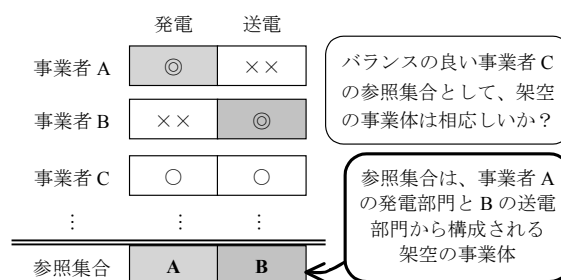 発電 送電
事業者 A ◎ ××
事業者 B ×× ◎
事業者 C ○ ○
⋮ ⋮ ⋮
参照集合 A B
バランスの良い事業者 C
の参照集合として、架空
の事業体は相応しいか？
参照集合は、事業者 A
の発電部門と B の送電
部門から構成される
架空の事業体